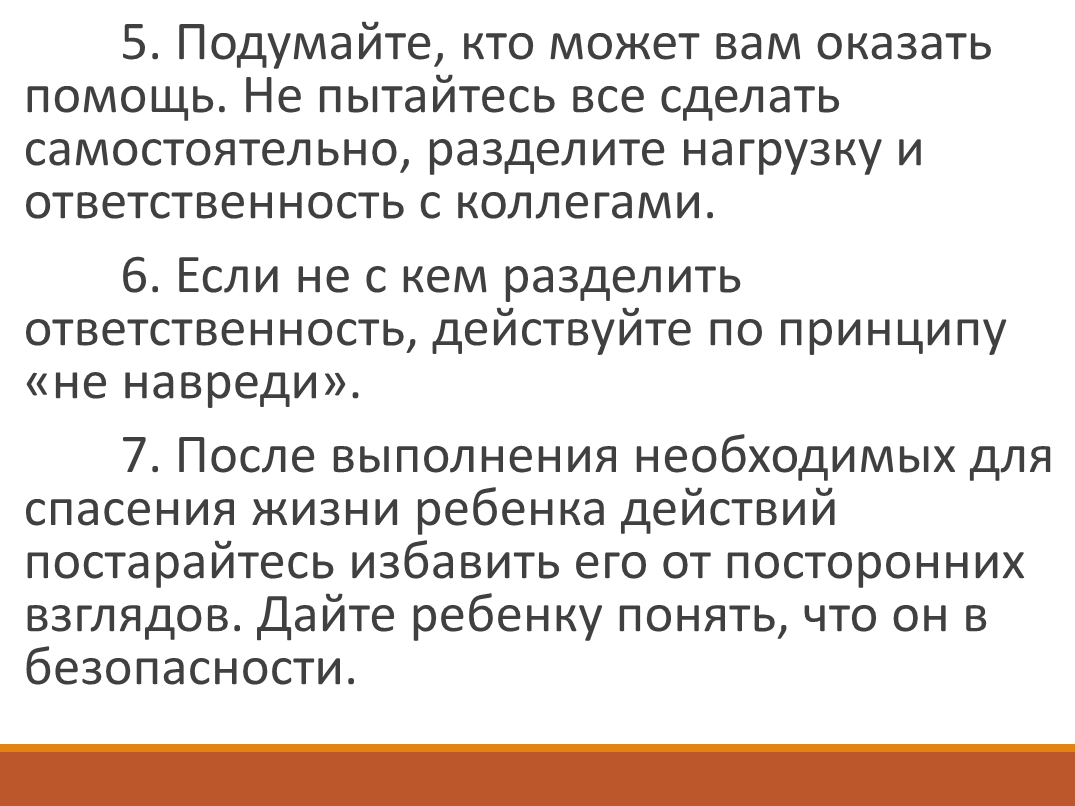 5. Подумайте, кто может вам оказать
помощь. Не пытайтесь все сделать
самостоятельно, разделите нагрузку и
ответственность с коллегами.
6. Если не с кем разделить
ответственность, действуйте по принципу
«не навреди».
7. После выполнения необходимых для
спасения жизни ребенка действий
постарайтесь избавить его от посторонних
взглядов. Дайте ребенку понять, что он в
безопасности.